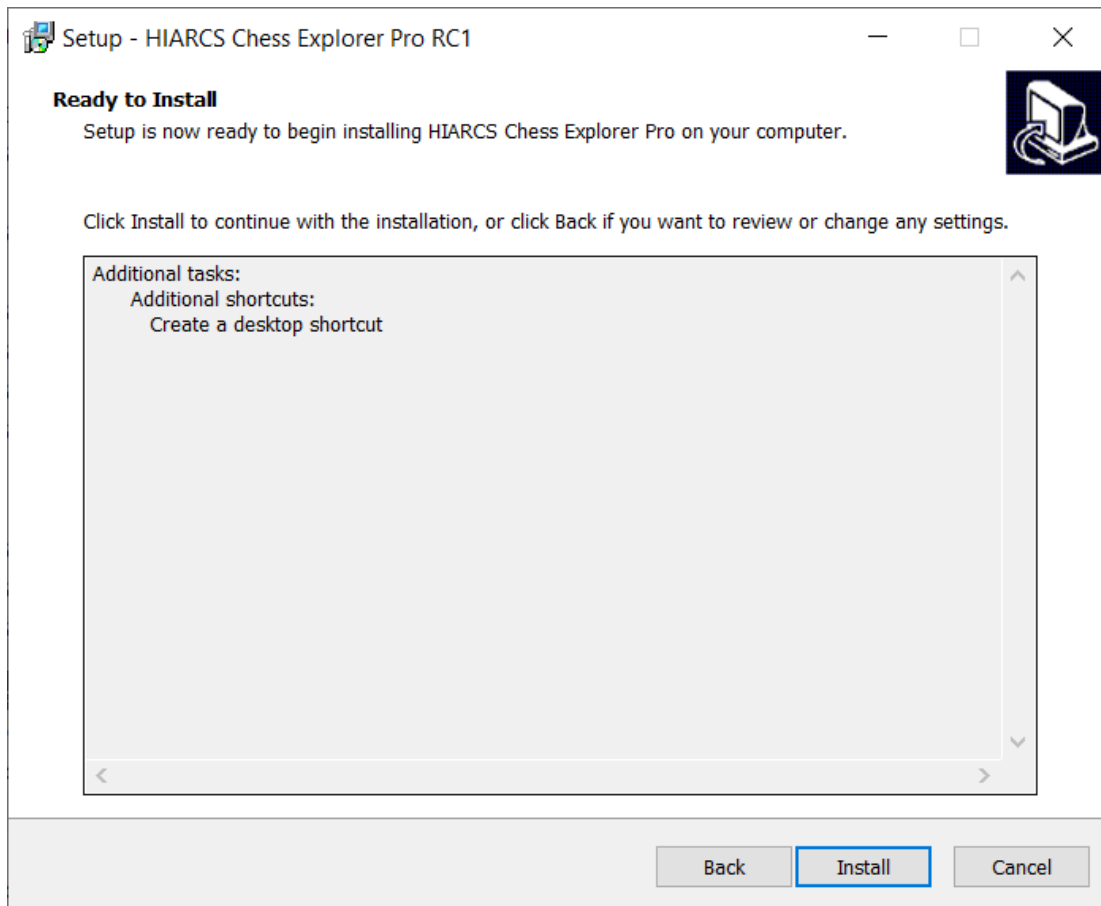 Setup - HIARCS Chess Explorer Pro RC1
Ready to Install
Setup is now ready to begin installing HIARCS Chess Explorer Pro on your computer.
Click Install to continue with the installation, or click Back if you want to review or change any settings.
Additional tasks:
Additional shortcuts:
Create a desktop shortcut
Back
Install
Cancel